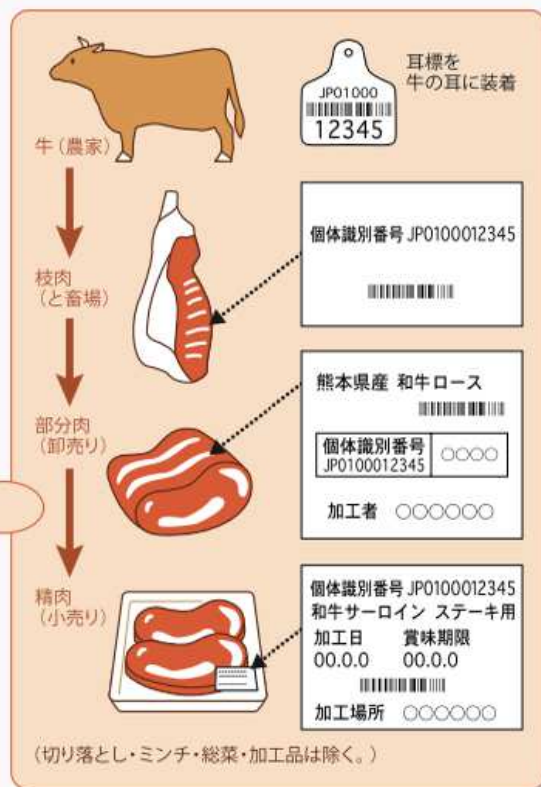 牛（農家）
JP01000
12345
耳標を
牛の耳に装着
枝肉
（と畜場）
個体識別番号 JP0100012345
部分肉
（卸売り）
熊本県産 和牛ロース
個体識別番号
JP0100012345
○○○○
加工者 ○○○○○○
精肉
（小売り）
個体識別番号 JP0100012345
和牛サーロイン ステーキ用
加工日 賞味期限
00.0.0 00.0.0
加工場所 ○○○○○○
（切り落とし・ミンチ・総菜・加工品は除く。）